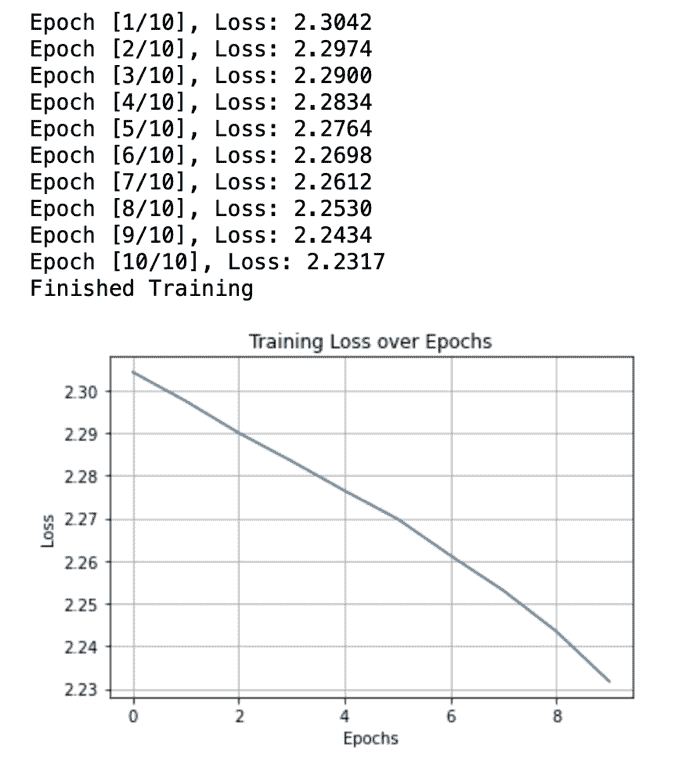 Epoch [1/10], Loss: 2.3042
Epoch [2/10], Loss: 2.2974
Epoch [3/10], Loss: 2.2900
Epoch [4/10], Loss: 2.2834
Epoch [5/10], Loss: 2.2764
Epoch [6/10], Loss: 2.2698
Epoch [7/10], Loss: 2.2612
Epoch [8/10], Loss: 2.2530
Epoch [9/10], Loss: 2.2434
Epoch [10/10], Loss: 2.2317
Finished Training
Training Loss over Epochs
2.30
2.29
2.28
2.27
2.26
2.25
2.24
2.23
Loss
0 2 4 6 8
Epochs